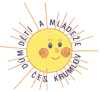 DŮM DĚTÍ A MLÁDEŽE
ČES. KRUMLOV